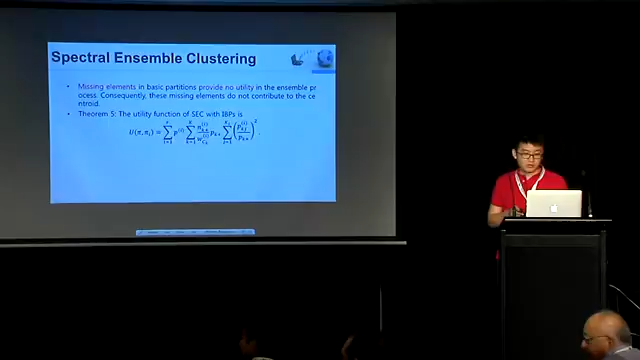 Spectral Ensemble Clustering
• Missing elements in basic partitions provide no utility in the ensemble pr
ocess. Consequently, these missing elements do not contribute to the ce
ntroid.
• Theorem 5: The utility function of SEC with IBPs is